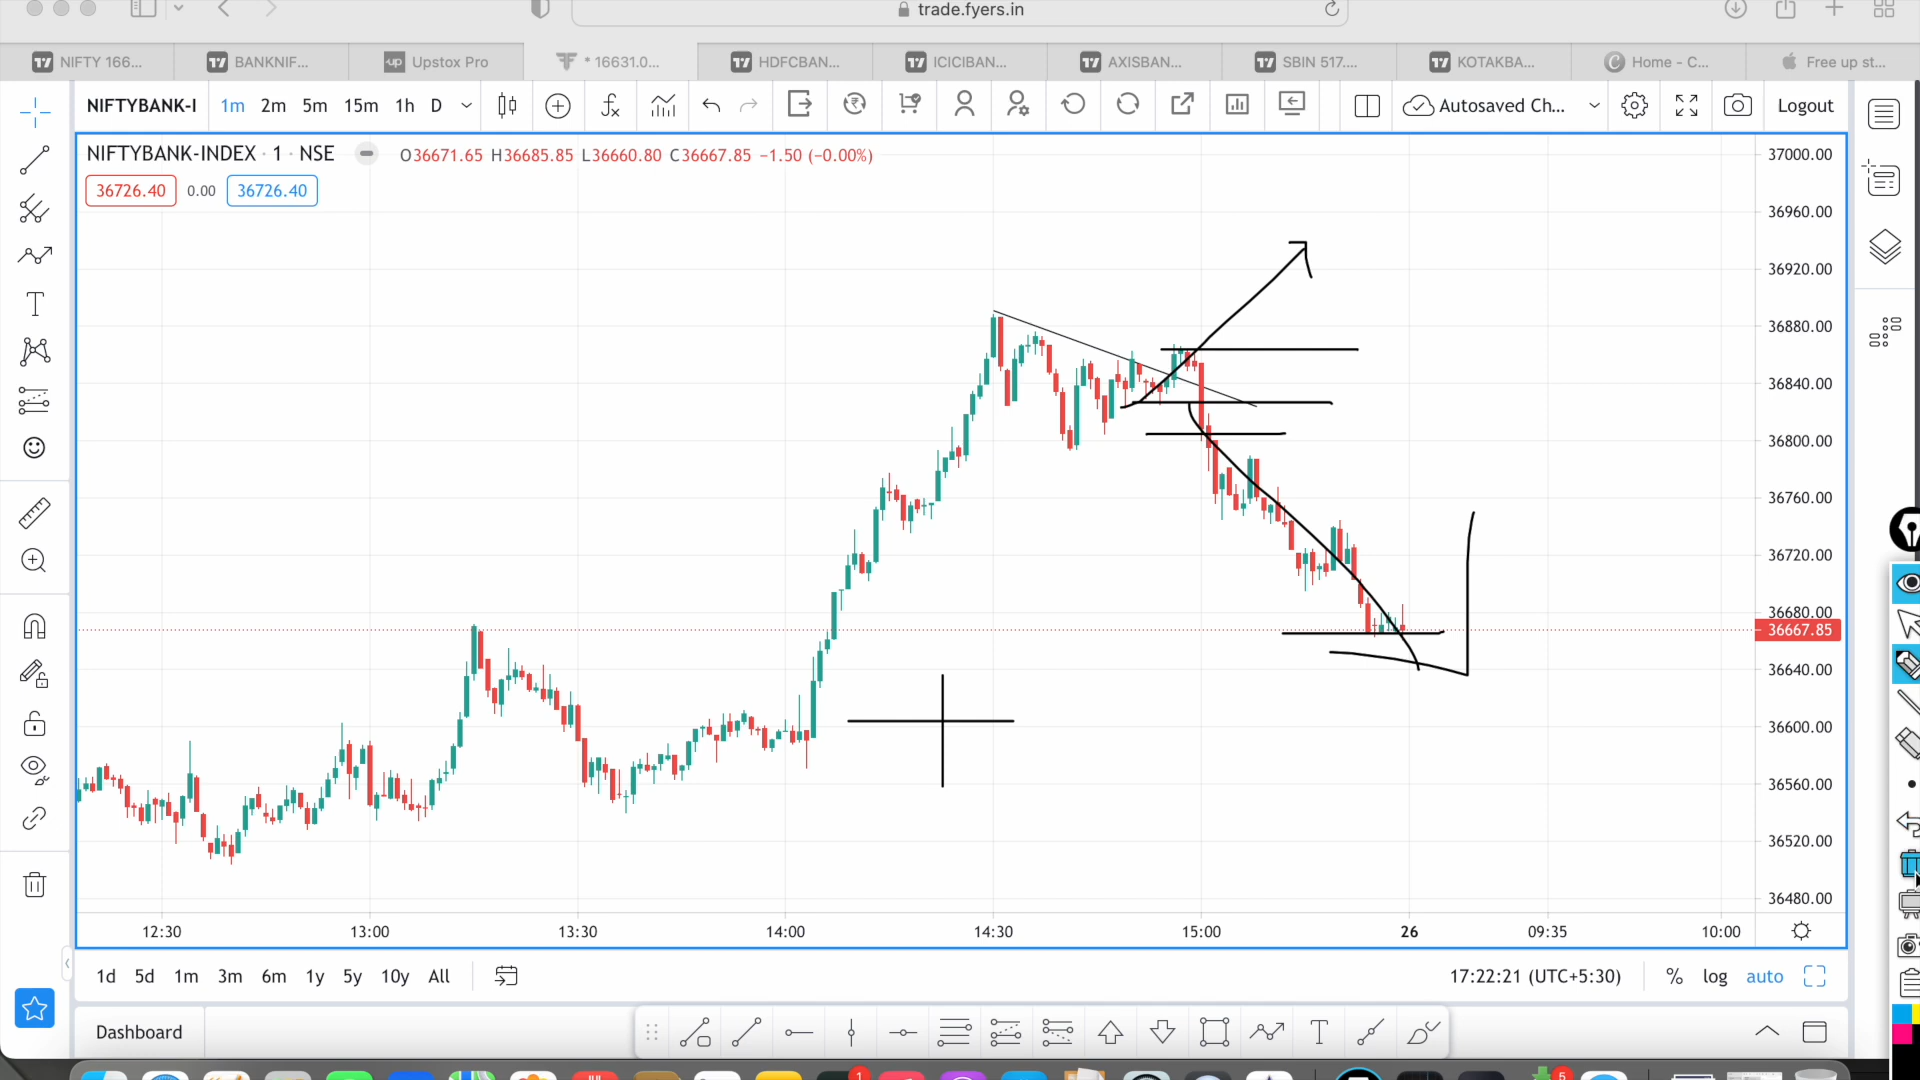 trade.fyers.in
NIFTY 166...
BANKNIF...
Upstox Pro
* 16631.0...
HDFCBAN...
ICICIBAN...
AXISBAN...
SBIN 517....
KOTAKBA...
Home - C...
Free up st...
NIFTYBANK-I 1m 2m 5m 15m 1h D
Autosaved Ch...
Logout
NIFTYBANK-INDEX · 1 · NSE
O36671.65 H36685.85 L36660.80 C36667.85 −1.50 (−0.00%)
36726.40 0.00 36726.40
37000.00
36960.00
36920.00
36880.00
36840.00
36800.00
36760.00
36720.00
36680.00
36667.85
36640.00
36600.00
36560.00
36520.00
36480.00
12:30 13:00 13:30 14:00 14:30 15:00 26 09:35 10:00
1d 5d 1m 3m 6m 1y 5y 10y All
17:22:21 (UTC+5:30) % log auto
Dashboard
1
5